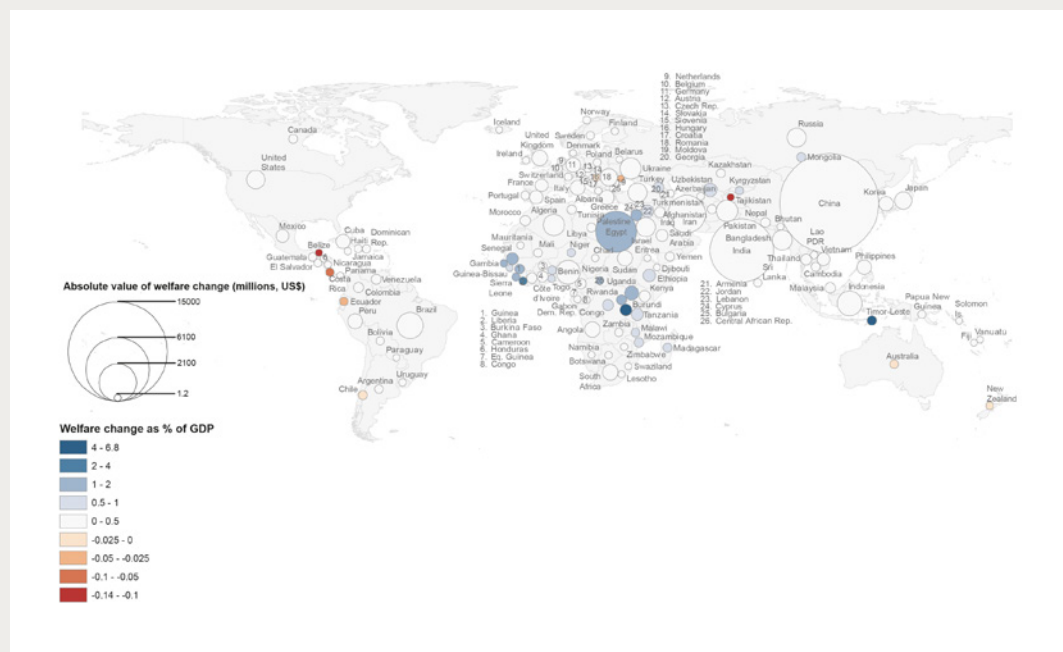 9. Netherlands
10. Belgium
11. Germany
12. Austria
13. Czech Rep.
14. Slovakia
15. Slovenia
16. Hungary
17. Croatia
18. Romania
19. Moldova
20. Georgia
Iceland
Norway
Finland
Canada
Sweden
Denmark
Russia
United
Kingdom
Ireland
Poland
Belarus
Mongolia
United
States
Switzerland
France
Ukraine
Kazakhstan
Turkey
Uzbekistan
Kyrgyzstan
Azerbaijan
Tajikistan
Korea
Japan
China
Portugal
Spain
Italy
Albania
Greece
Turkmenistan
Morocco
Algeria
Tunisia
Palestine
Egypt
Afghanistan
Iraq
Iran
Pakistan
Nepal
Bhutan
Mexico
Cuba
Dominican
Rep.
Haiti
Jamaica
Belize
Guatemala
El Salvador
Nicaragua
Panama
Costa
Rica
Venezuela
Colombia
Libya
Israel
Saudi
Arabia
Bangladesh
India
Lao
PDR
Vietnam
Thailand
Cambodia
Philippines
Mauritania
Senegal
Mali
Niger
Chad
Eritrea
Yemen
Sri
Lanka
Malaysia
Indonesia
Gambia
Guinea-Bissau
Sierra
Leone
Benin
Nigeria
Sudan
Djibouti
Ethiopia
Côte
d'Ivoire
Togo
Gabon
Rwanda
Uganda
Kenya
Dem. Rep. Congo
Burundi
Tanzania
Papua New
Guinea
Solomon
Is.
Timor-Leste
Fiji
Vanuatu
Absolute value of welfare change (millions, US$)
15000
6100
2100
1.2
Ecuador
Peru
Brazil
Bolivia
Paraguay
Argentina
Uruguay
Chile
1. Guinea
2. Liberia
3. Burkina Faso
4. Ghana
5. Cameroon
6. Honduras
7. Eq. Guinea
8. Congo
Angola
Zambia
Malawi
Mozambique
Madagascar
Namibia
Botswana
Zimbabwe
Swaziland
South
Africa
Lesotho
21. Armenia
22. Jordan
23. Lebanon
24. Cyprus
25. Bulgaria
26. Central African Rep.
Australia
New
Zealand
Welfare change as % of GDP
4 - 6.8
2 - 4
1 - 2
0.5 - 1
0 - 0.5
-0.025 - 0
-0.05 - -0.025
-0.1 - -0.05
-0.14 - -0.1